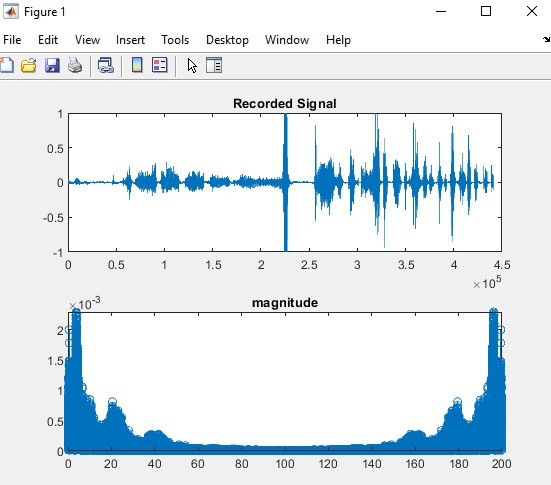 Figure 1
File Edit View Insert Tools Desktop Window Help
Recorded Signal
1
0.5
0
-0.5
-1
0 0.5 1 1.5 2 2.5 3 3.5 4 4.5
×10^5
×10^-3
magnitude
2
1.5
1
0.5
0
0 20 40 60 80 100 120 140 160 180 200